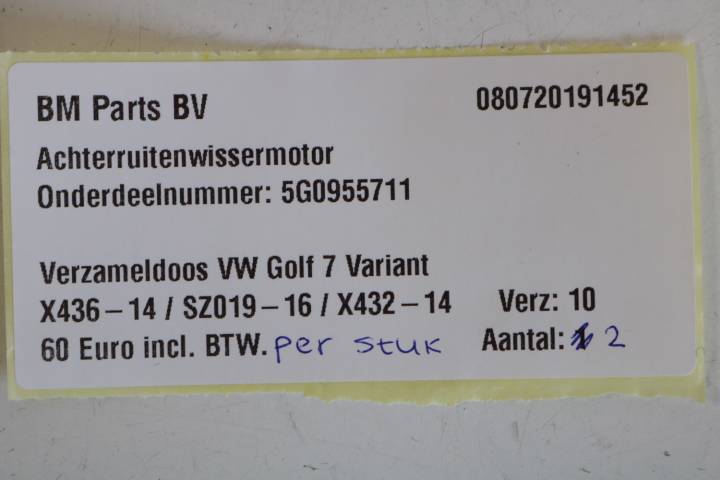 BM Parts BV 080720191452
Achterruitenwissermotor
Onderdeelnummer: 5G0955711
Verzameldoos VW Golf 7 Variant
X436-14 / SZ019-16 / X432-14 Verz: 10
60 Euro incl. BTW. per stuk Aantal: 2